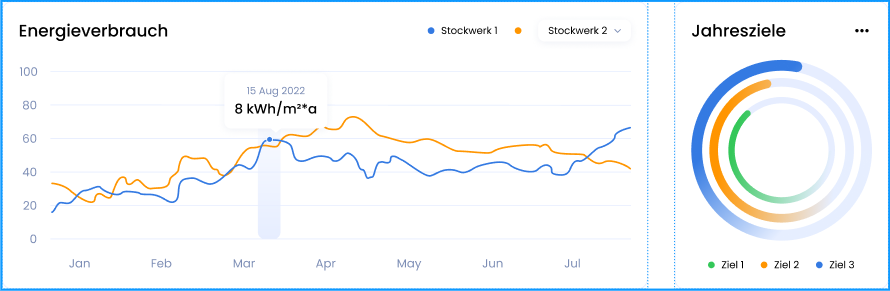 Energieverbrauch
Stockwerk 1
Stockwerk 2
100
80
60
40
20
0
15 Aug 2022
8 kWh/m²*a
Jan Feb Mar Apr May Jun Jul
Jahresziele
Ziel 1 Ziel 2 Ziel 3